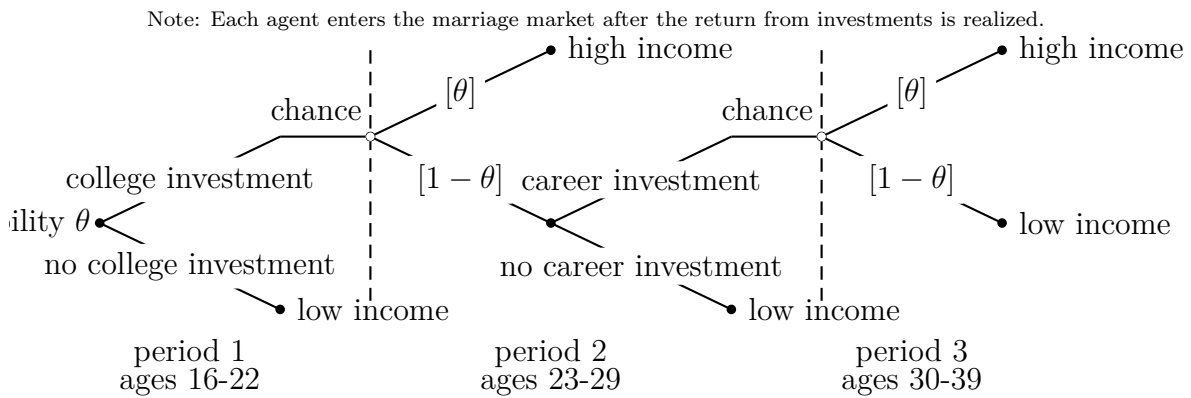 Note: Each agent enters the marriage market after the return from investments is realized.
high income
high income
[θ]
[θ]
chance
chance
college investment
[1 − θ]
career investment
[1 − θ]
θ
low income
no college investment
no career investment
low income
low income
period 1
ages 16-22
period 2
ages 23-29
period 3
ages 30-39